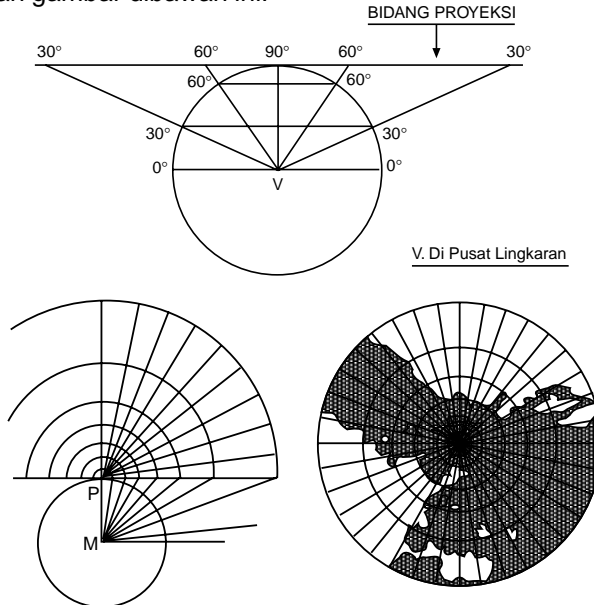 an gambar dibawah ini.
BIDANG PROYEKSI
30° 60° 90° 60° 30°
60° 60°
30° 30°
0° 0°
V
V. Di Pusat Lingkaran
P
M